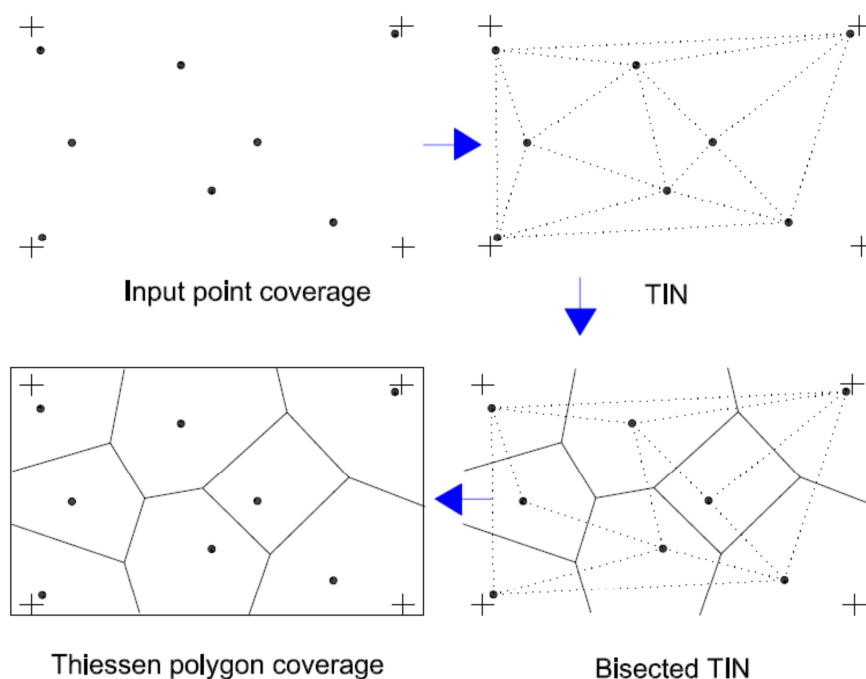 Input point coverage
TIN
Thiessen polygon coverage
Bisected TIN